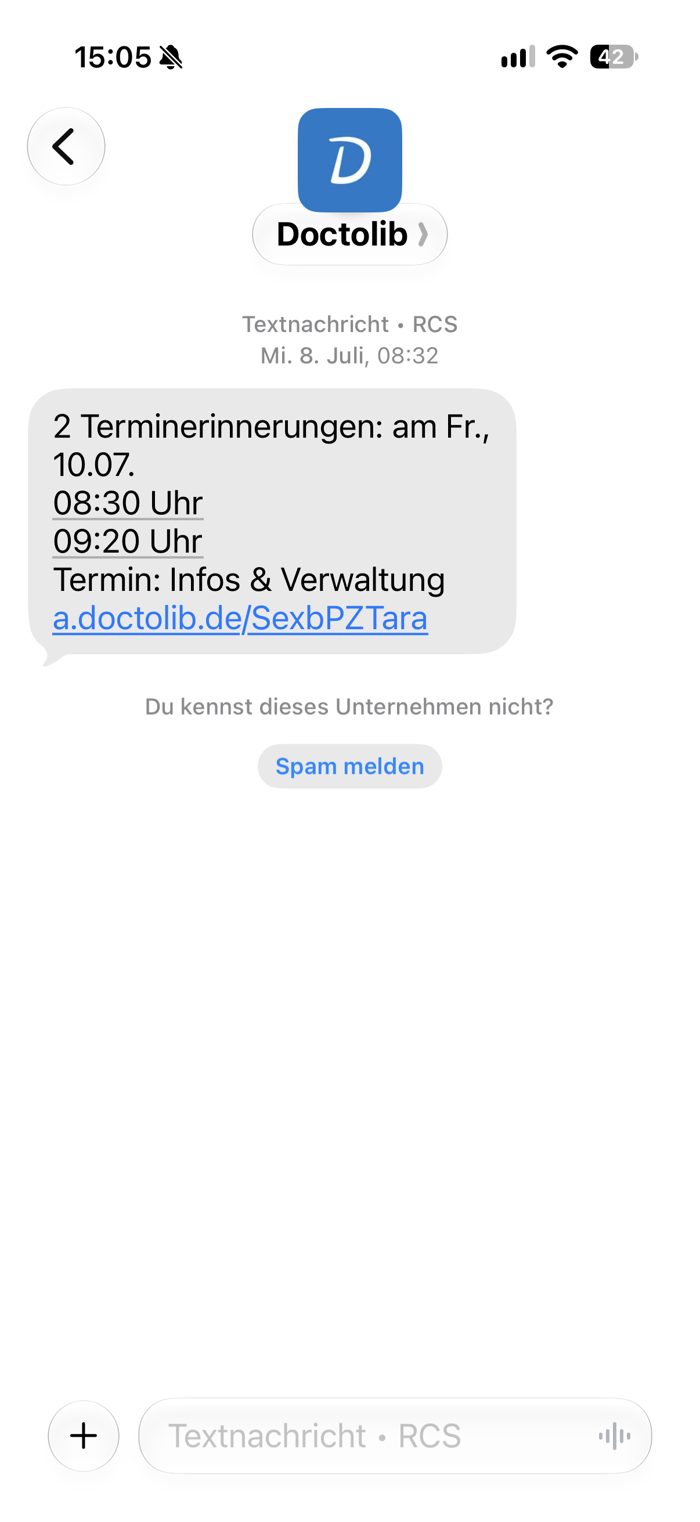 15:05
42
D
Doctolib
Textnachricht • RCS
Mi. 8. Juli, 08:32
2 Terminerinnerungen: am Fr.,
10.07.
08:30 Uhr
09:20 Uhr
Termin: Infos & Verwaltung
a.doctolib.de/SexbPZTara
Du kennst dieses Unternehmen nicht?
Spam melden
Textnachricht • RCS